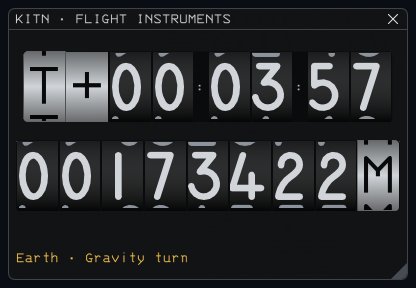 KITN · FLIGHT INSTRUMENTS
T+00:03:57
00173422M
Earth · Gravity turn